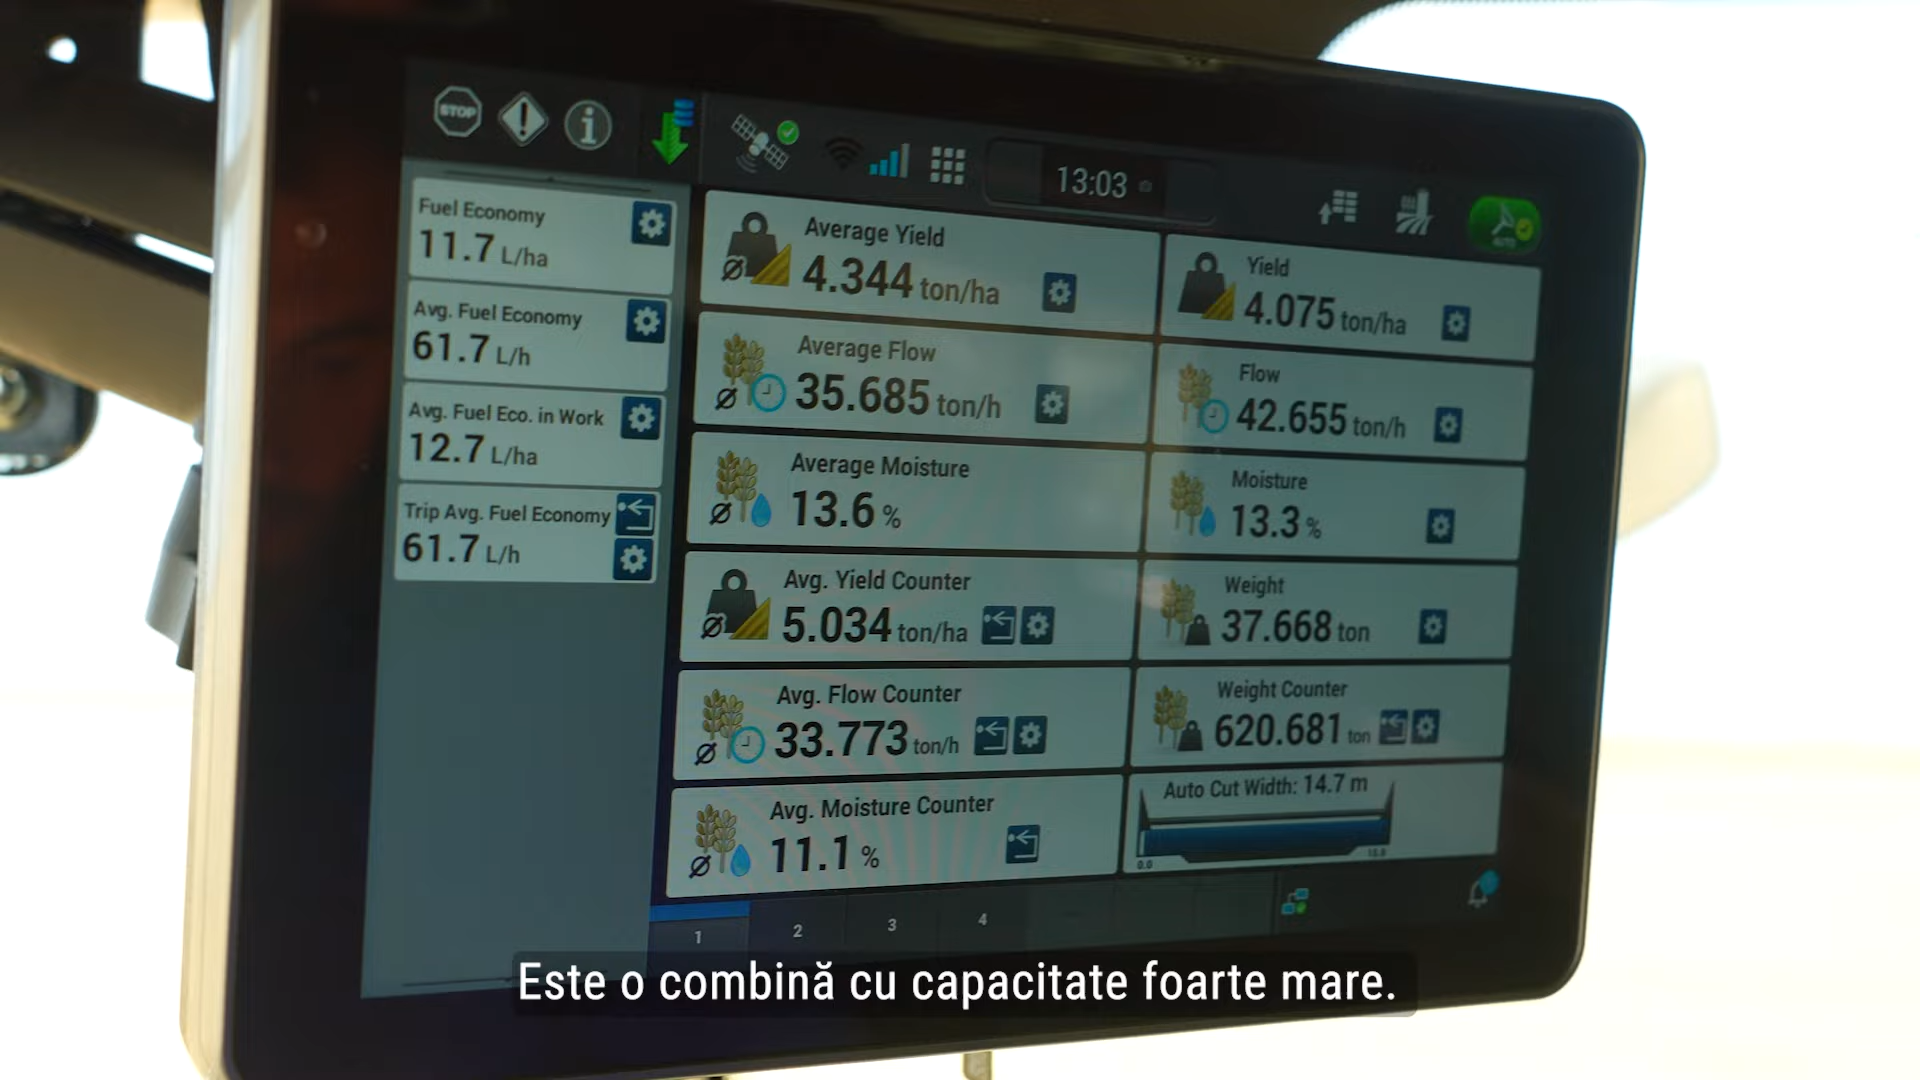 STOP
13:03
AUTO
Fuel Economy
11.7 L/ha
Avg. Fuel Economy
61.7 L/h
Avg. Fuel Eco. in Work
12.7 L/ha
Trip Avg. Fuel Economy
61.7 L/h
Average Yield
4.344 ton/ha
Yield
4.075 ton/ha
Average Flow
35.685 ton/h
Flow
42.655 ton/h
Average Moisture
13.6 %
Moisture
13.3 %
Avg. Yield Counter
5.034 ton/ha
Weight
37.668 ton
Avg. Flow Counter
33.773 ton/h
Weight Counter
620.681 ton
Avg. Moisture Counter
11.1 %
Auto Cut Width: 14.7 m
0.0
1 2 3 4
Este o combină cu capacitate foarte mare.